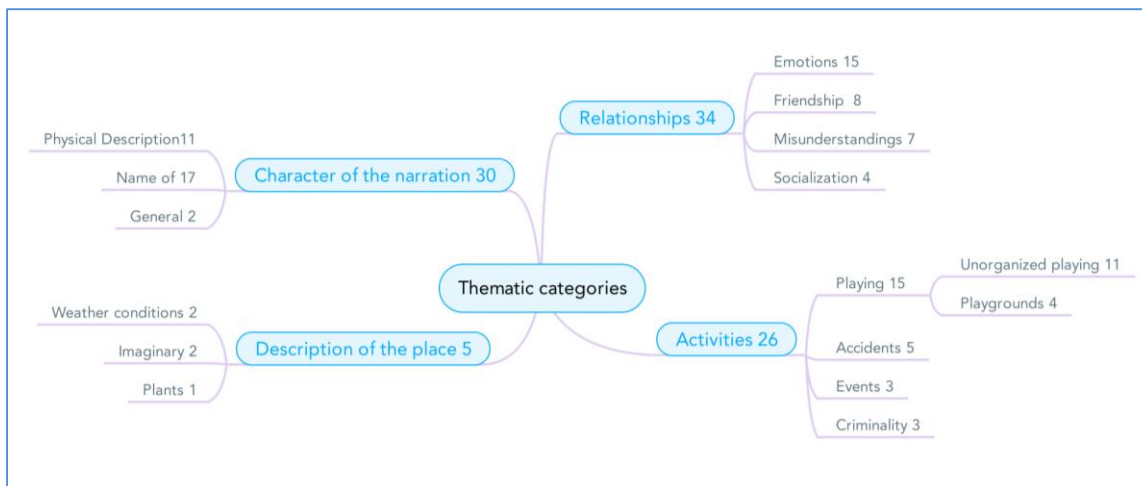 Thematic categories
Character of the narration 30
Physical Description11
Name of 17
General 2
Description of the place 5
Weather conditions 2
Imaginary 2
Plants 1
Relationships 34
Emotions 15
Friendship 8
Misunderstandings 7
Socialization 4
Activities 26
Playing 15
Unorganized playing 11
Playgrounds 4
Accidents 5
Events 3
Criminality 3